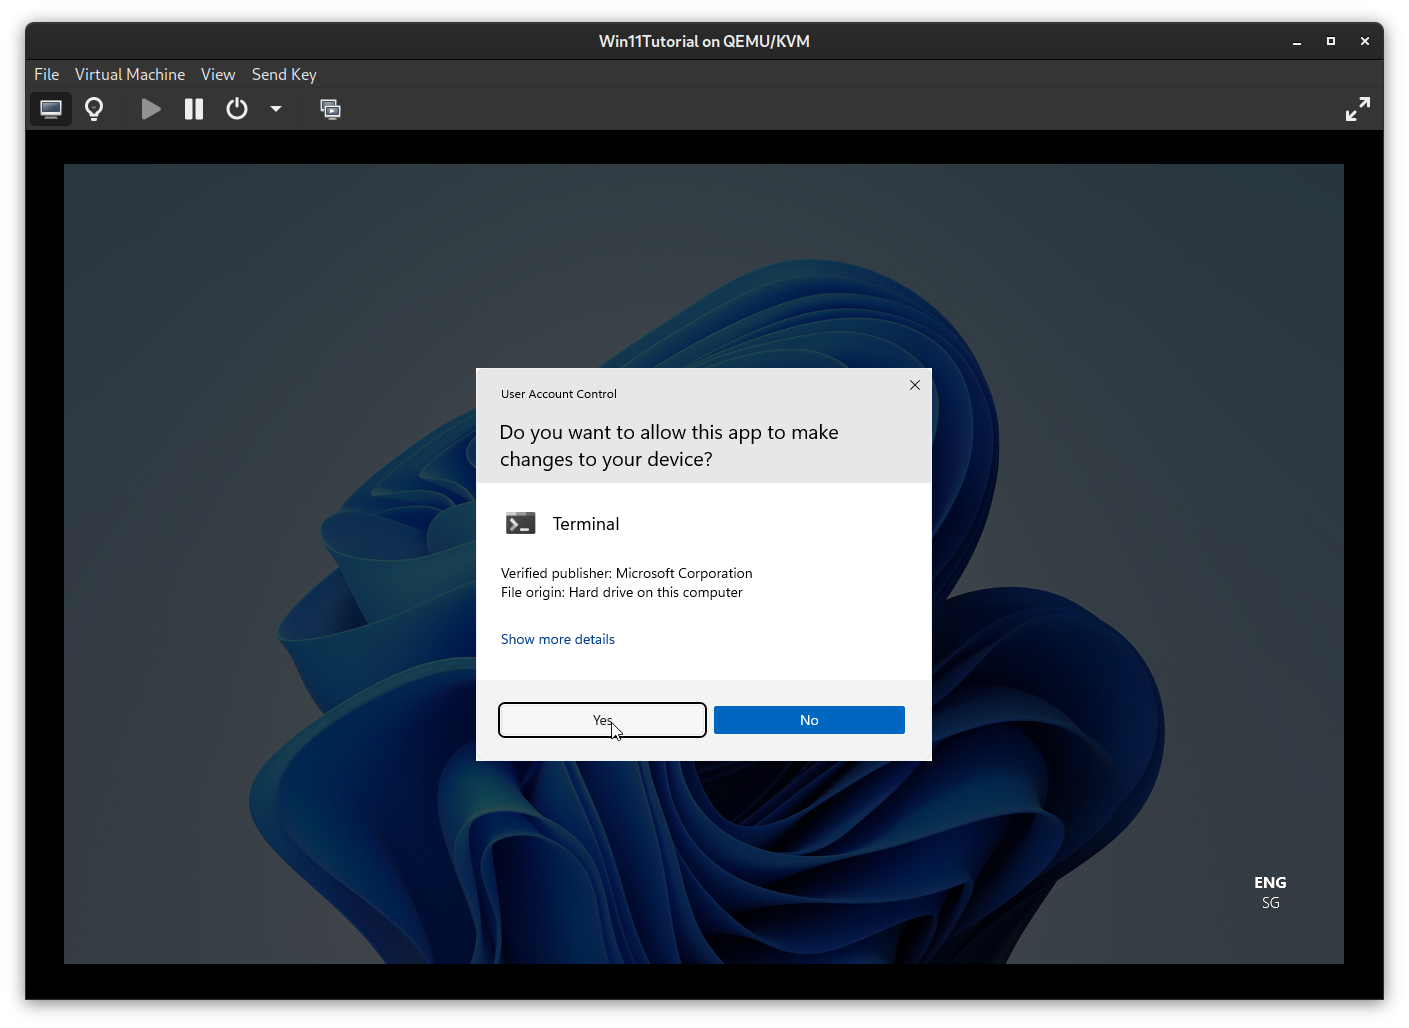 Win11Tutorial on QEMU/KVM
File Virtual Machine View Send Key
User Account Control
Do you want to allow this app to make
changes to your device?
Terminal
Verified publisher: Microsoft Corporation
File origin: Hard drive on this computer
Show more details
Yes No
ENG
SG